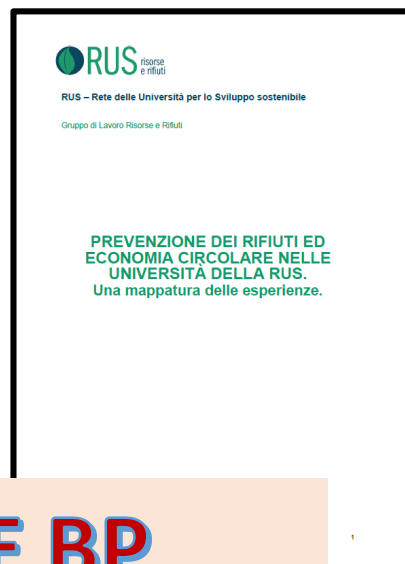 RUS risorse
e rifiuti
RUS – Rete delle Università per lo Sviluppo sostenibile
Gruppo di Lavoro Risorse e Rifiuti
PREVENZIONE DEI RIFIUTI ED
ECONOMIA CIRCOLARE NELLE
UNIVERSITÀ DELLA RUS.
Una mappatura delle esperienze.
1
BP